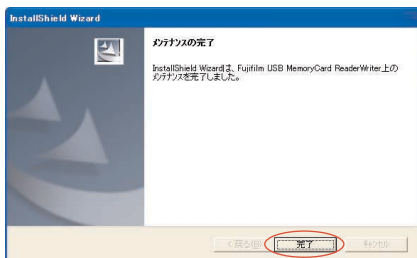 InstallShield Wizard
メンテナンスの完了
InstallShield Wizardは、Fujifilm USB MemoryCard ReaderWriter上の
メンテナンスを完了しました。
< 戻る(B) 完了 キャンセル